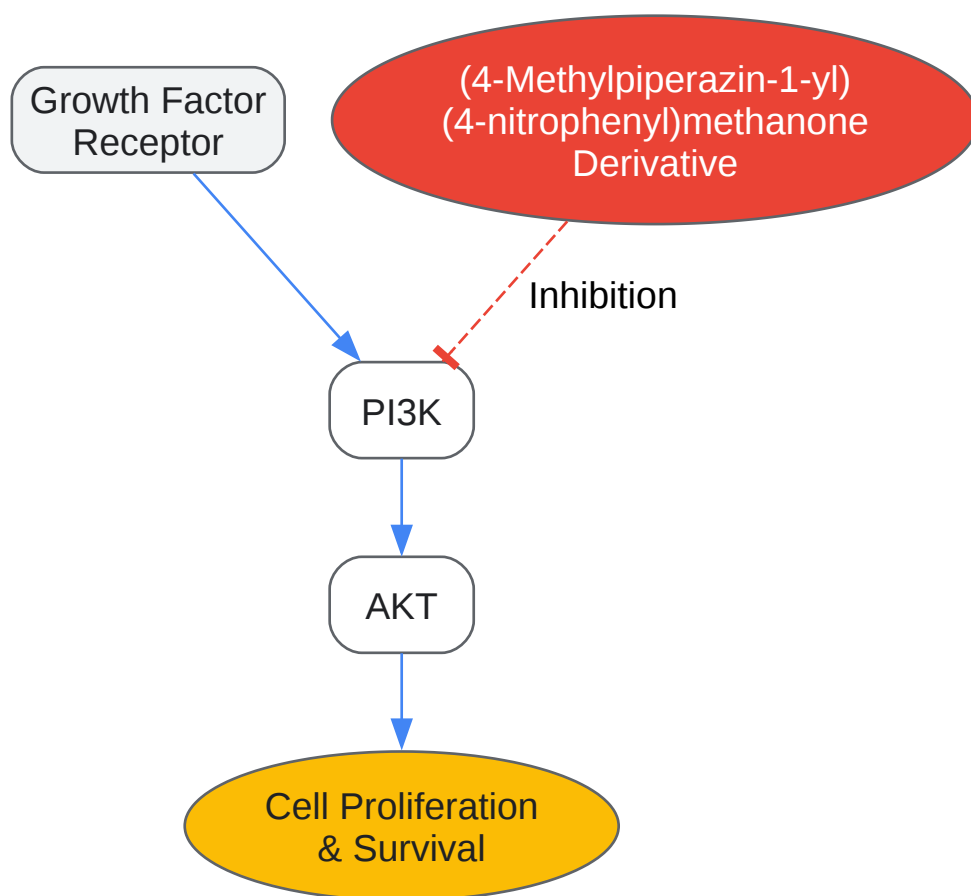 Growth Factor
Receptor
(4-Methylpiperazin-1-yl)
(4-nitrophenyl)methanone
Derivative
Inhibition
PI3K
AKT
Cell Proliferation
& Survival